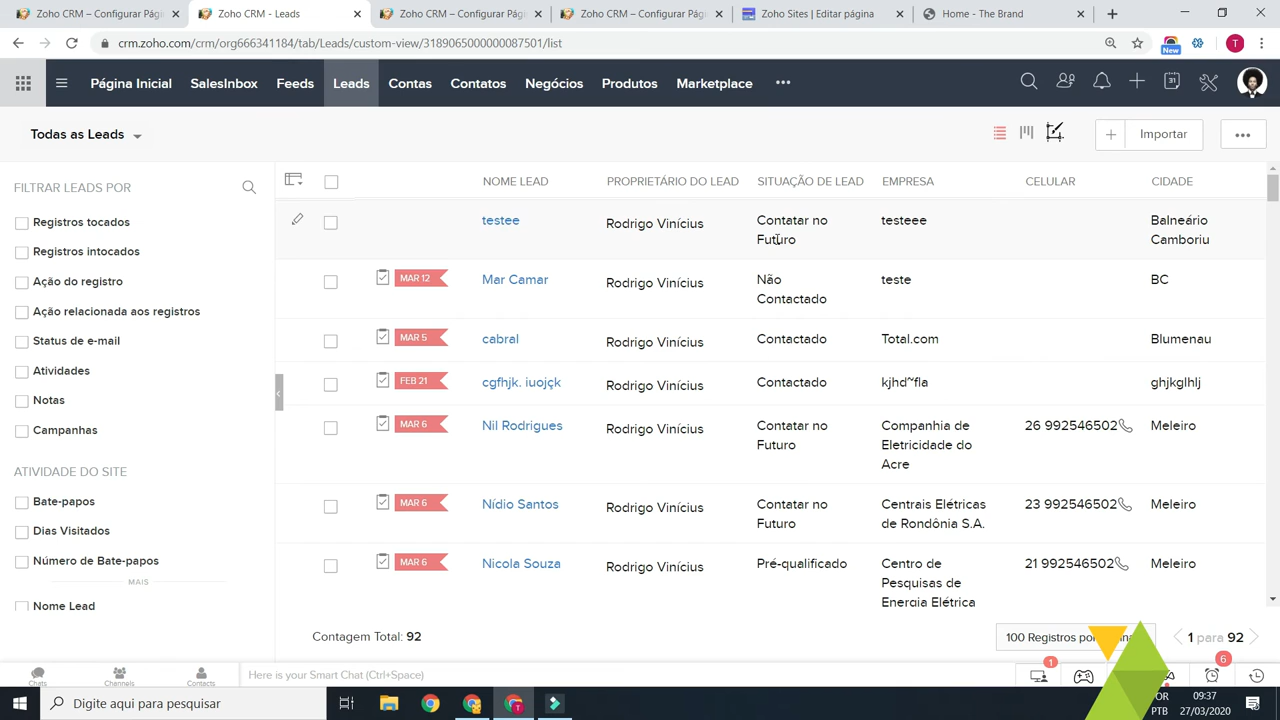 Zoho CRM – Configurar Pági
Zoho CRM - Leads
Zoho CRM – Configurar Pági
Zoho CRM – Configurar Pági
Zoho Sites | Editar página
Home - The Brand
crm.zoho.com/crm/org666341184/tab/Leads/custom-view/3189065000000087501/list
New
T
Página Inicial
SalesInbox
Feeds
Leads
Contas
Contatos
Negócios
Produtos
Marketplace
Todas as Leads
Importar
FILTRAR LEADS POR
Registros tocados
Registros intocados
Ação do registro
Ação relacionada aos registros
Status de e-mail
Atividades
Notas
Campanhas
ATIVIDADE DO SITE
Bate-papos
Dias Visitados
Número de Bate-papos
MAIS
Nome Lead
NOME LEAD PROPRIETÁRIO DO LEAD SITUAÇÃO DE LEAD EMPRESA CELULAR CIDADE
testee Rodrigo Vinícius Contatar no testeee Balneário
Futuro Camboriu
MAR 12 Mar Camar Rodrigo Vinícius Não teste BC
Contactado
MAR 5 cabral Rodrigo Vinícius Contactado Total.com Blumenau
FEB 21 cgfhjk. iuojçk Rodrigo Vinícius Contactado kjhd~fla ghjkglhlj
MAR 6 Nil Rodrigues Rodrigo Vinícius Contatar no Companhia de 26 992546502 Meleiro
Futuro Eletricidade do
Acre
MAR 6 Nídio Santos Rodrigo Vinícius Contatar no Centrais Elétricas 23 992546502 Meleiro
Futuro de Rondônia S.A.
MAR 6 Nicola Souza Rodrigo Vinícius Pré-qualificado Centro de 21 992546502 Meleiro
Pesquisas de
Energia Elétrica
Contagem Total: 92
100 Registros por
1 para 92
Chats
Channels
Contacts
Here is your Smart Chat (Ctrl+Space)
1
6
Digite aqui para pesquisar
POR
PTB
09:37
27/03/2020